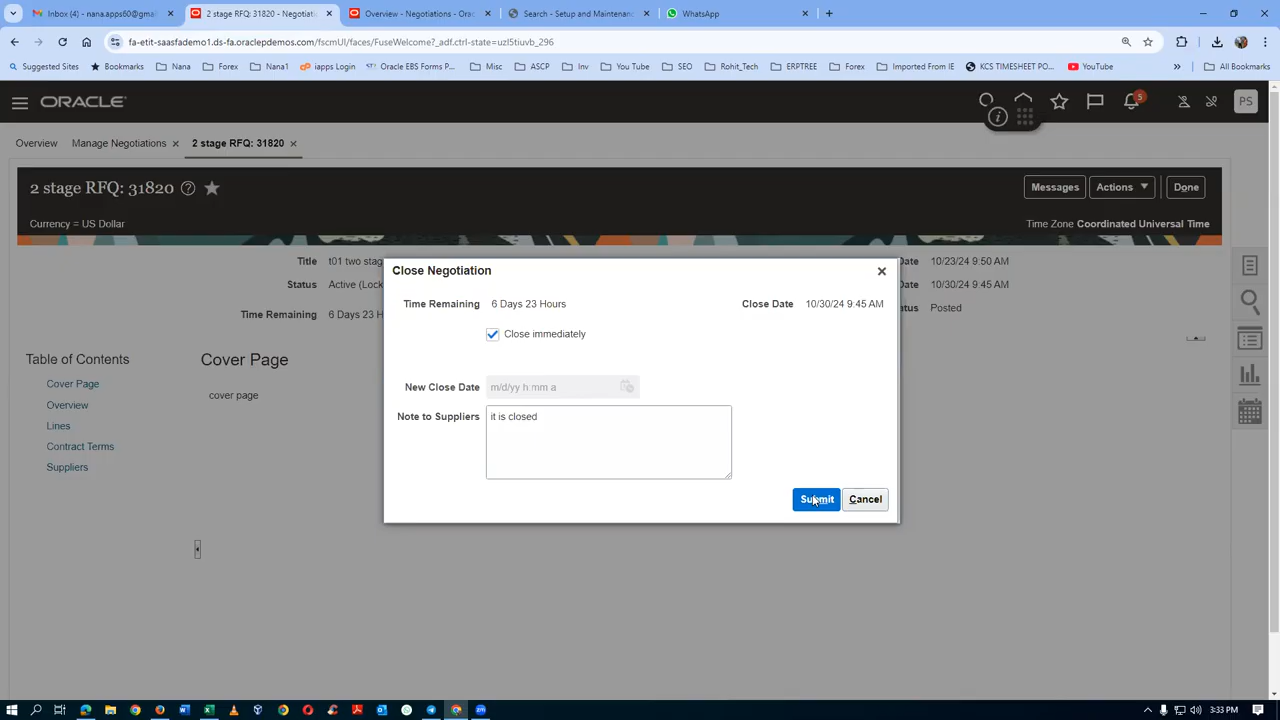 Inbox (40) - nana.apps60@gmai
2 stage RFQ: 31820 - Negotiati
Overview - Negotiations - Orac
Search - Setup and Maintenanc
WhatsApp
fa-etit-saasfademo1.ds-fa.oraclepdemos.com/fscmUI/faces/FuseWelcome?_adf.ctrl-state=uzl5tiuvb_296
Suggested Sites Bookmarks Nana Forex Nana1 iapps Login Oracle EBS Forms P... Misc ASCP Inv You Tube SEO Rohit_Tech ERPTREE Forex Imported From IE KCS TIMESHEET PO... YouTube » All Bookmarks
ORACLE
5
PS
Overview Manage Negotiations 2 stage RFQ: 31820
2 stage RFQ: 31820
Messages Actions Done
Currency = US Dollar
Time Zone Coordinated Universal Time
Title t01 two stag
Date 10/23/24 9:50 AM
Status Active (Lock
Date 10/30/24 9:45 AM
Time Remaining 6 Days 23 H
atus Posted
Table of Contents
Cover Page
Overview
Lines
Contract Terms
Suppliers
Cover Page
cover page
Close Negotiation
Time Remaining 6 Days 23 Hours
Close Date 10/30/24 9:45 AM
Close immediately
New Close Date m/d/yy h:mm a
Note to Suppliers it is closed
Submit Cancel
3:33 PM